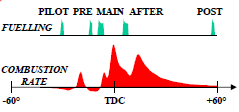 PILOT PRE MAIN AFTER POST
FUELLING
COMBUSTION
RATE
-60° TDC +60°